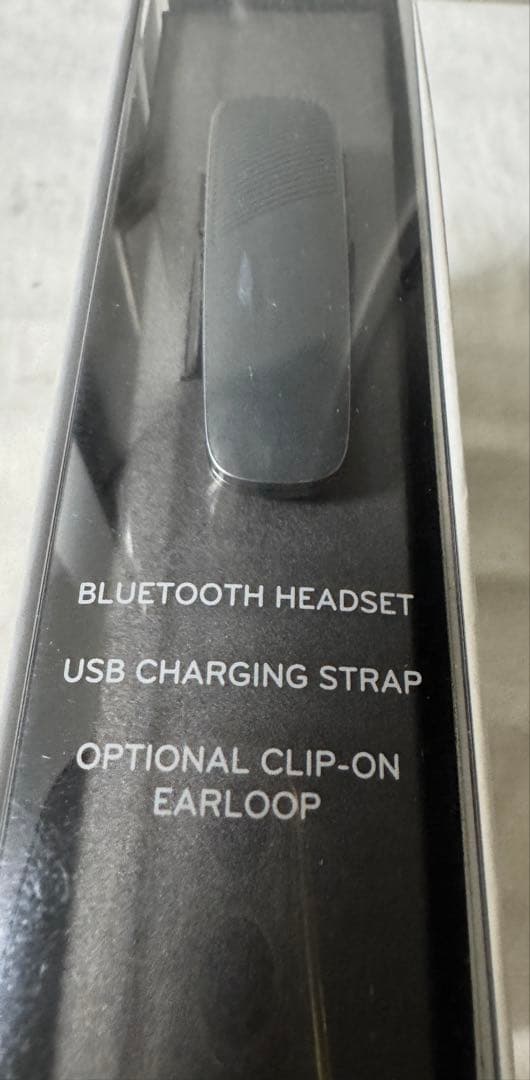 BLUETOOTH HEADSET
USB CHARGING STRAP
OPTIONAL CLIP-ON
EARLOOP